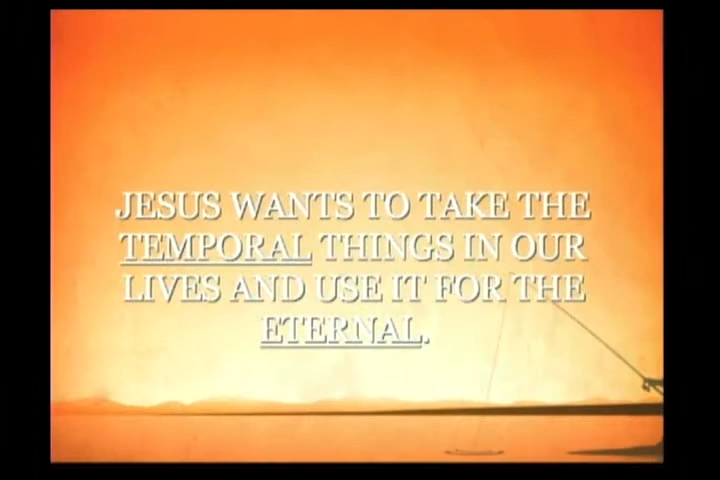 JESUS WANTS TO TAKE THE
TEMPORAL THINGS IN OUR
LIVES AND USE IT FOR THE
ETERNAL.